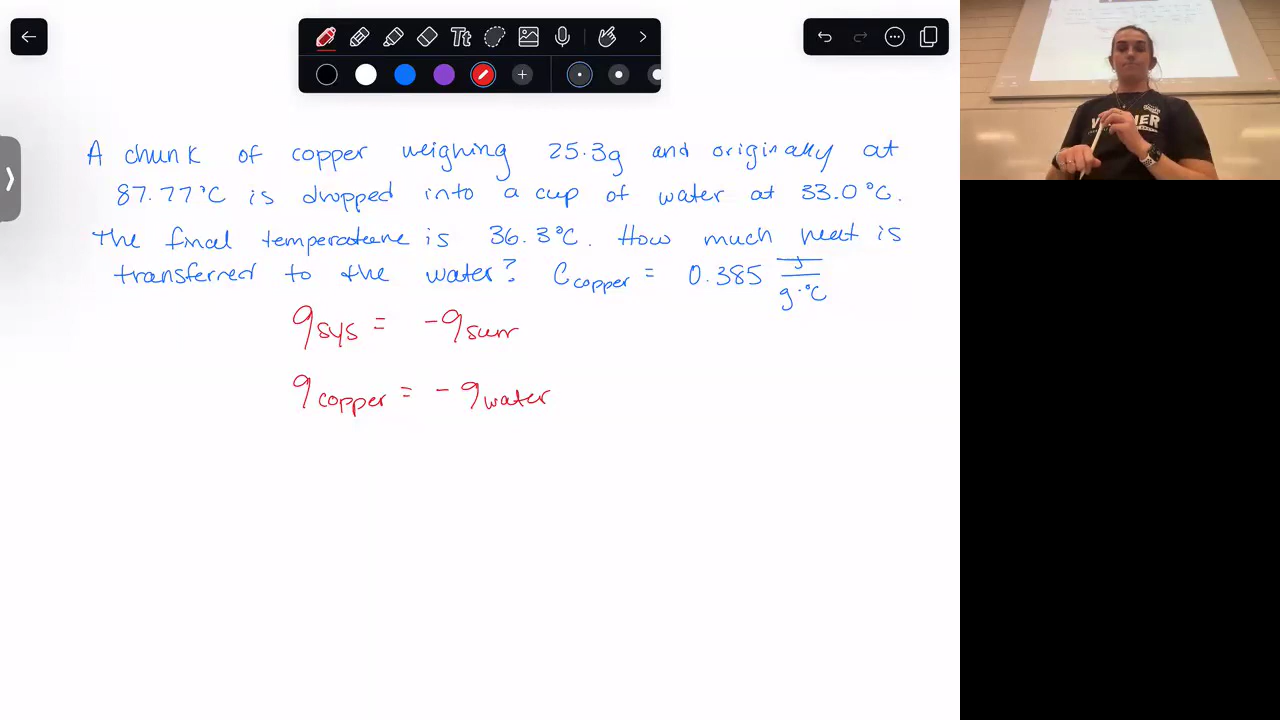 Tt
A chunk of copper weighing 25.3g and originally at
87.77°C is dropped into a cup of water at 33.0°C.
The final temperature is 36.3°C. How much heat is
transferred to the water? Ccopper = 0.385 J/g·°C
qsys = -qsurr
qcopper = -qwater